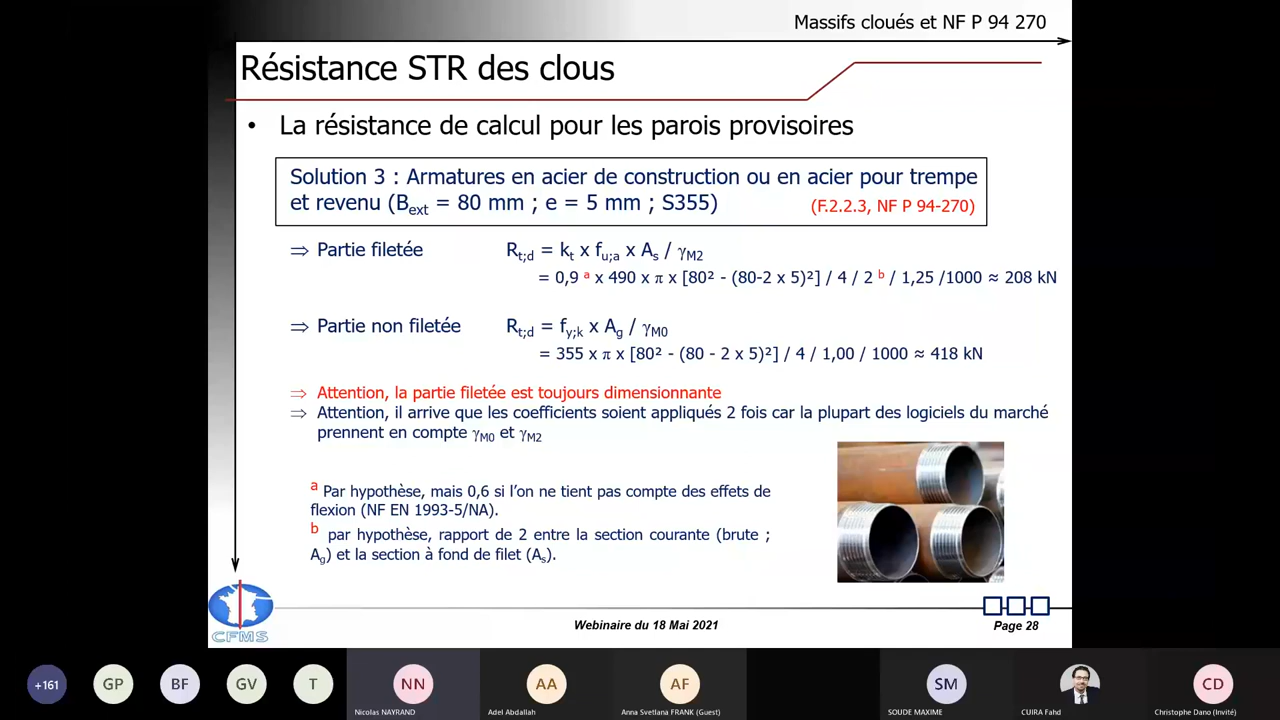 Massifs cloués et NF P 94 270
Résistance STR des clous
• La résistance de calcul pour les parois provisoires
Solution 3 : Armatures en acier de construction ou en acier pour trempe
et revenu (Bext = 80 mm ; e = 5 mm ; S355)
(F.2.2.3, NF P 94-270)
⇒ Partie filetée
Rt;d = kt x fu;a x As / γM2
= 0,9 a x 490 x π x [80² - (80-2 x 5)²] / 4 / 2 b / 1,25 /1000 ≈ 208 kN
⇒ Partie non filetée
Rt;d = fy;k x Ag / γM0
= 355 x π x [80² - (80 - 2 x 5)²] / 4 / 1,00 / 1000 ≈ 418 kN
⇒ Attention, la partie filetée est toujours dimensionnante
⇒ Attention, il arrive que les coefficients soient appliqués 2 fois car la plupart des logiciels du marché
prennent en compte γM0 et γM2
a Par hypothèse, mais 0,6 si l'on ne tient pas compte des effets de
flexion (NF EN 1993-5/NA).
b par hypothèse, rapport de 2 entre la section courante (brute ;
Ag) et la section à fond de filet (As).
CFMS
Webinaire du 18 Mai 2021
Page 28
+161
GP
BF
GV
T
NN
Nicolas NAYRAND
AA
Adel Abdallah
AF
Anna Svetlana FRANK (Guest)
SM
SOUDE MAXIME
CUIRA Fahd
CD
Christophe Dano (Invité)